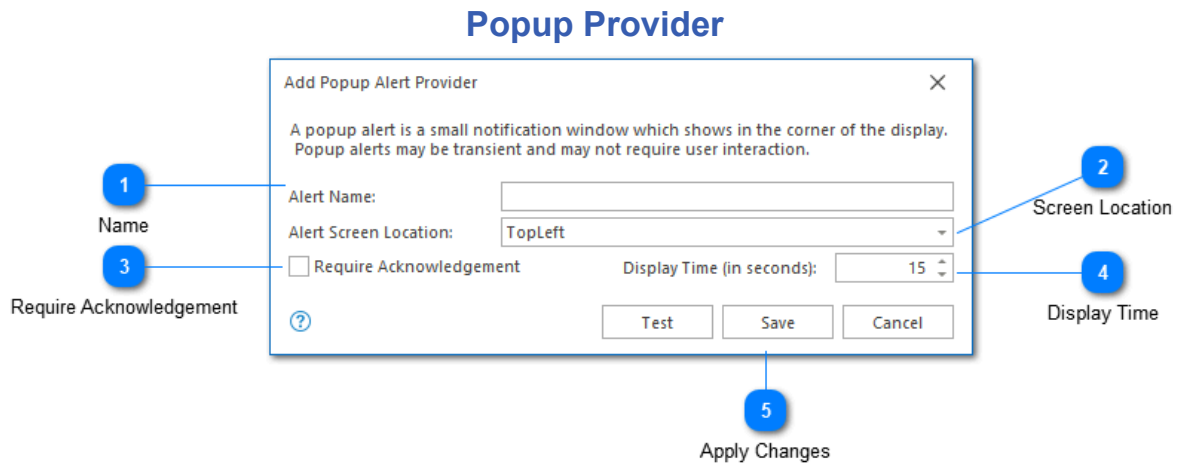 Popup Provider
Add Popup Alert Provider
A popup alert is a small notification window which shows in the corner of the display.
Popup alerts may be transient and may not require user interaction.
1
Name
Alert Name:
2
Screen Location
Alert Screen Location:
TopLeft
3
Require Acknowledgement
Require Acknowledgement
Display Time (in seconds):
15
4
Display Time
?
Test
Save
Cancel
5
Apply Changes